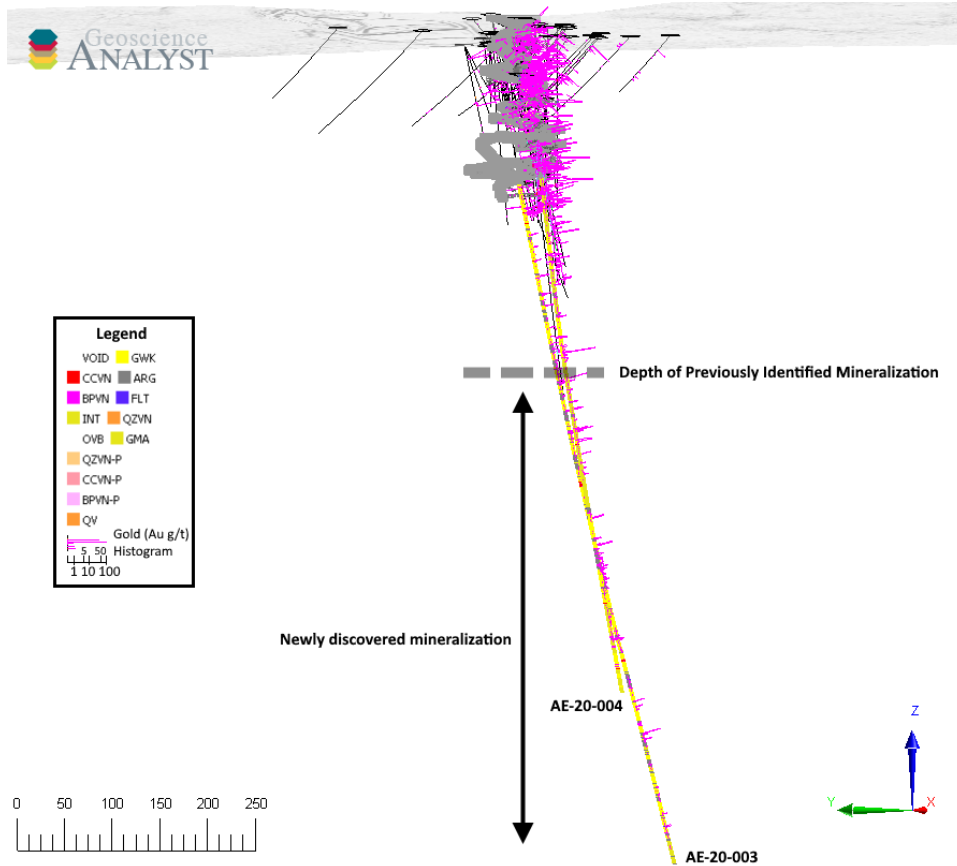 Geoscience
ANALYST
Legend
VOID GWK
CCVN ARG
BPVN FLT
INT QZVN
OVB GMA
QZVN-P
CCVN-P
BPVN-P
QV
Gold (Au g/t)
5 50 Histogram
1 10 100
Depth of Previously Identified Mineralization
Newly discovered mineralization
AE-20-004
Z
Y X
0 50 100 150 200 250
AE-20-003